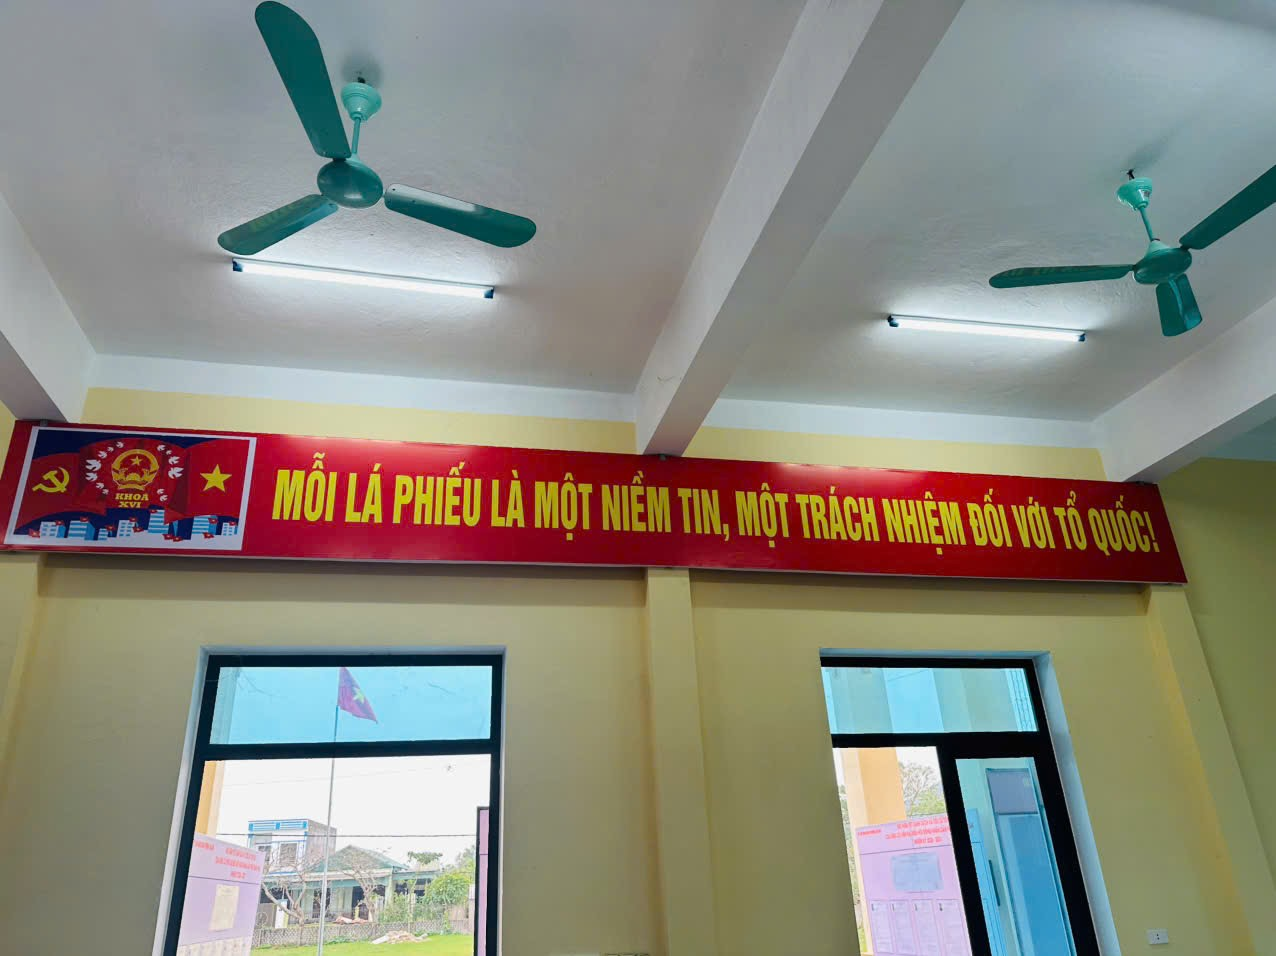 KHOÁ
XVI
MỖI LÁ PHIẾU LÀ MỘT NIỀM TIN, MỘT TRÁCH NHIỆM ĐỐI VỚI TỔ QUỐC!